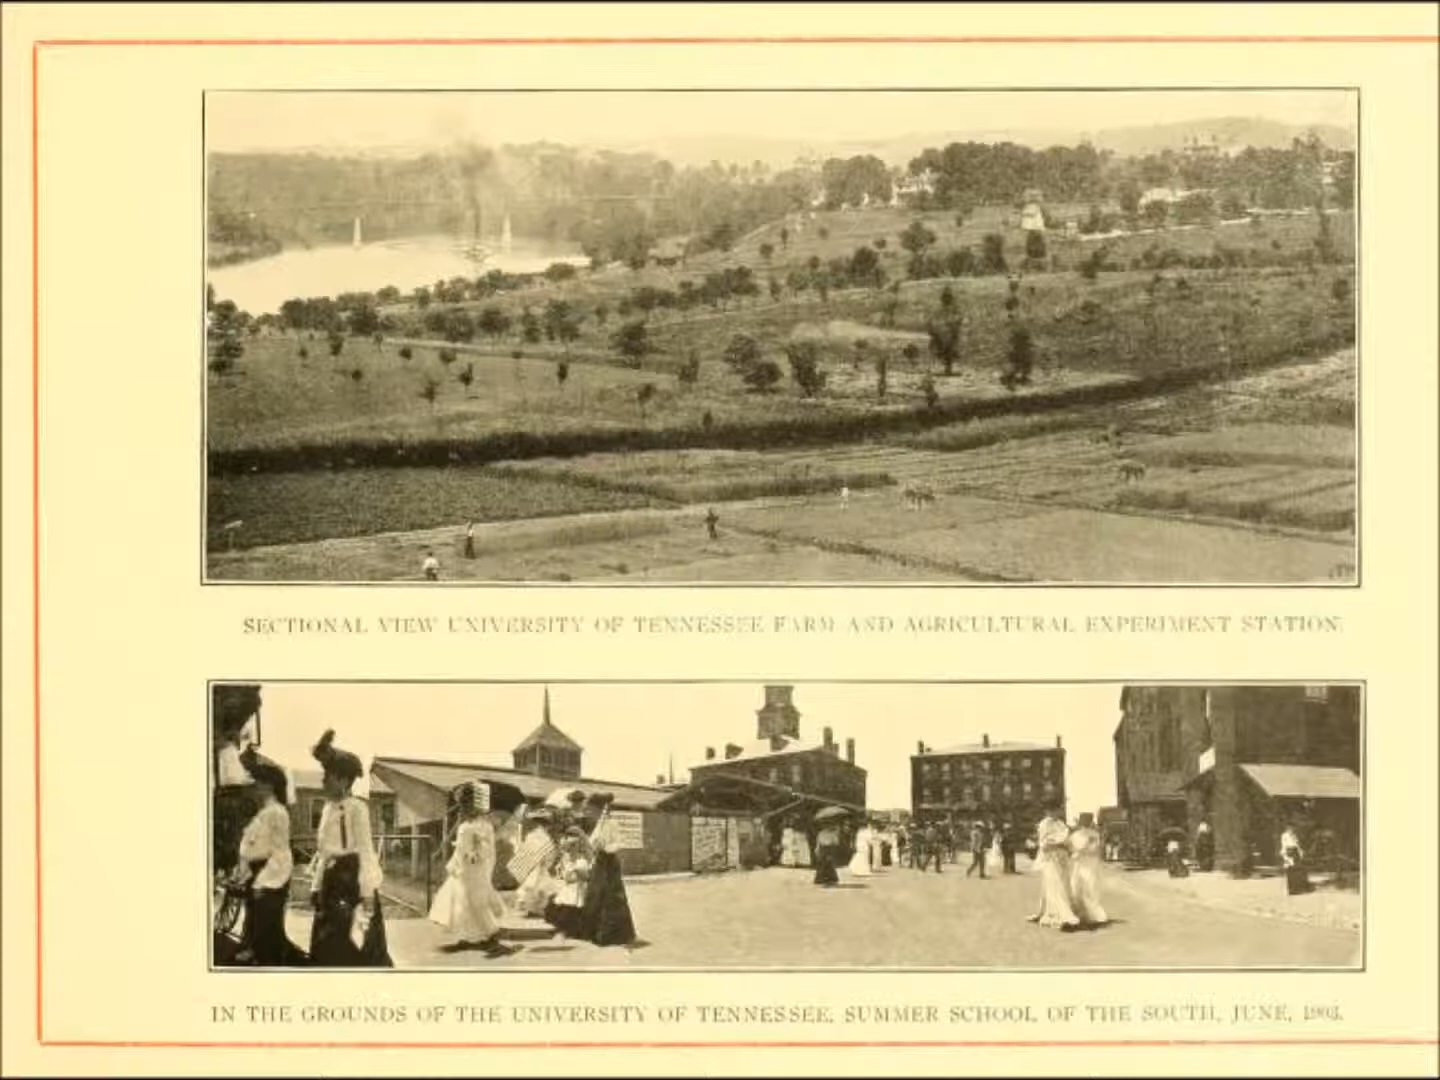 SECTIONAL VIEW UNIVERSITY OF TENNESSEE FARM AND AGRICULTURAL EXPERIMENT STATION.
IN THE GROUNDS OF THE UNIVERSITY OF TENNESSEE, SUMMER SCHOOL OF THE SOUTH, JUNE,